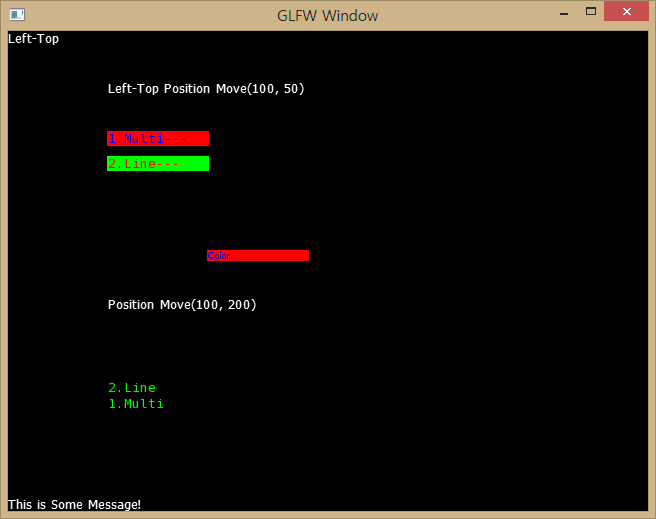 GLFW Window
Left-Top
Left-Top Position Move(100, 50)
1.Multi---
2.Line---
Color
Position Move(100, 200)
2.Line
1.Multi
This is Some Message!